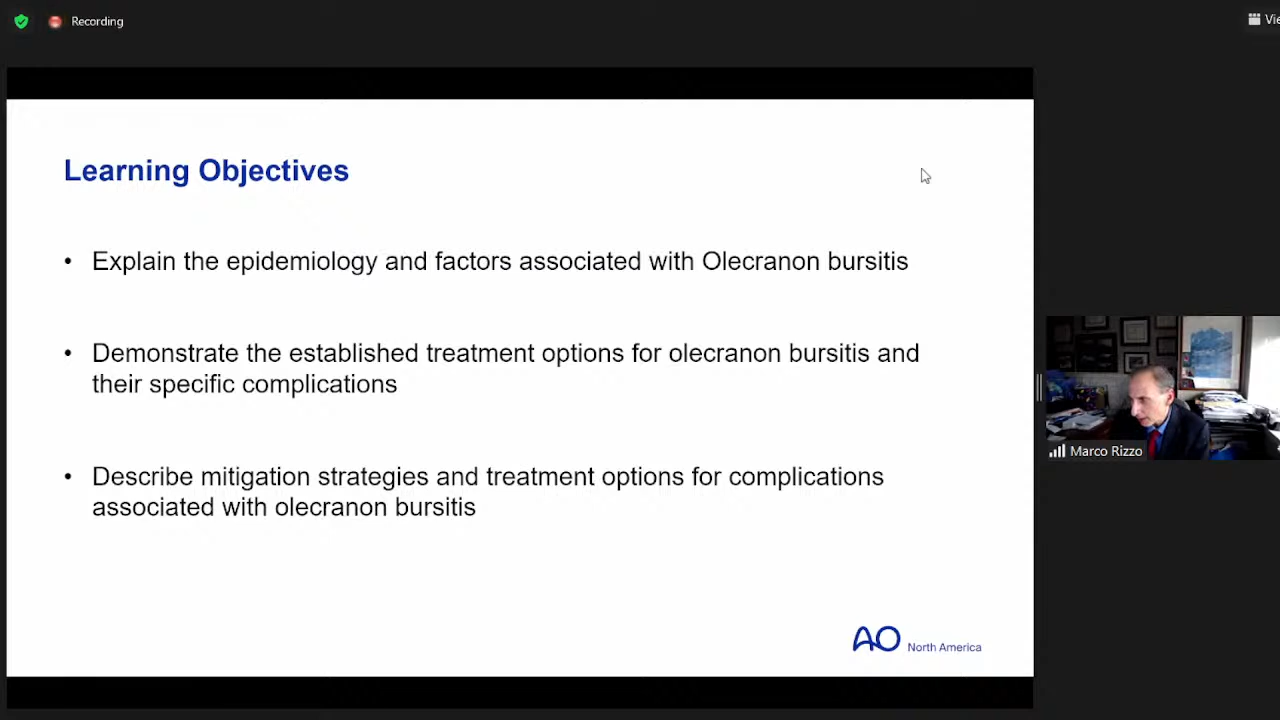 Recording
Vie
Learning Objectives
• Explain the epidemiology and factors associated with Olecranon bursitis
• Demonstrate the established treatment options for olecranon bursitis and
their specific complications
• Describe mitigation strategies and treatment options for complications
associated with olecranon bursitis
AO North America
Marco Rizzo